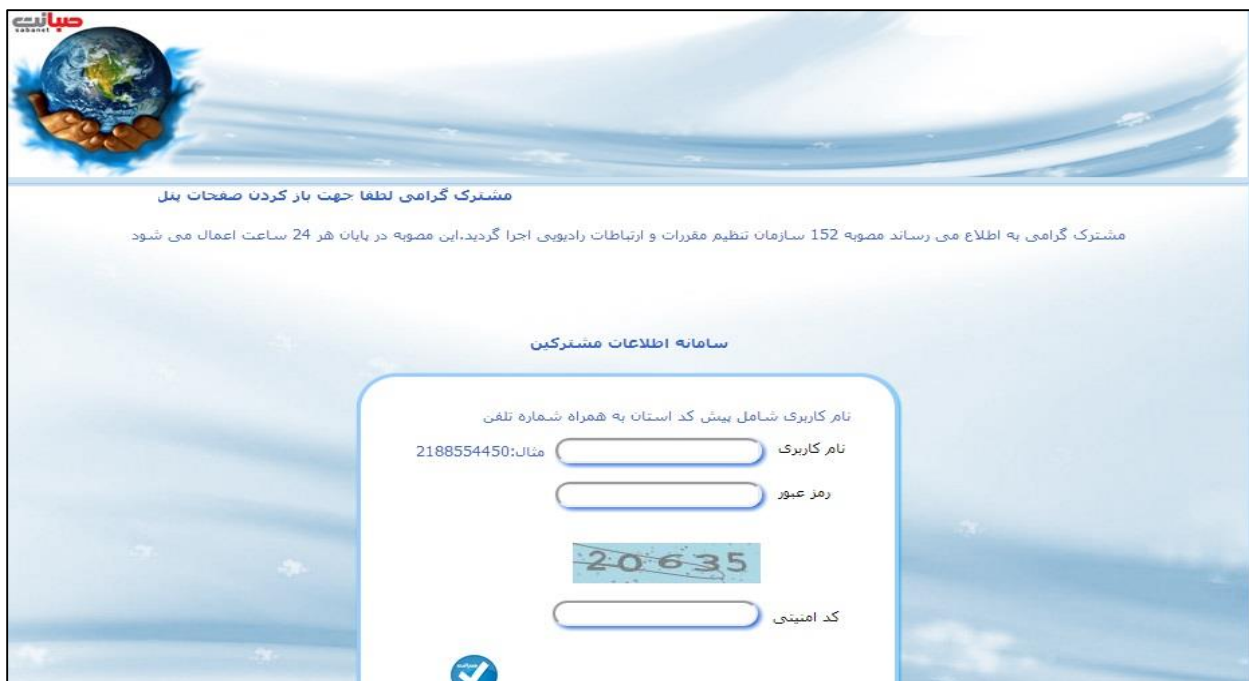 صبانت
sabanet
مشترک گرامی لطفا جهت باز کردن صفحات پنل
مشترک گرامی به اطلاع می رساند مصوبه 152 سازمان تنظیم مقررات و ارتباطات رادیویی اجرا گردید.این مصوبه در پایان هر 24 ساعت اعمال می شود
سامانه اطلاعات مشترکین
نام کاربری شامل پیش کد استان به همراه شماره تلفن
نام کاربری مثال:2188554450
رمز عبور
20635
کد امنیتی